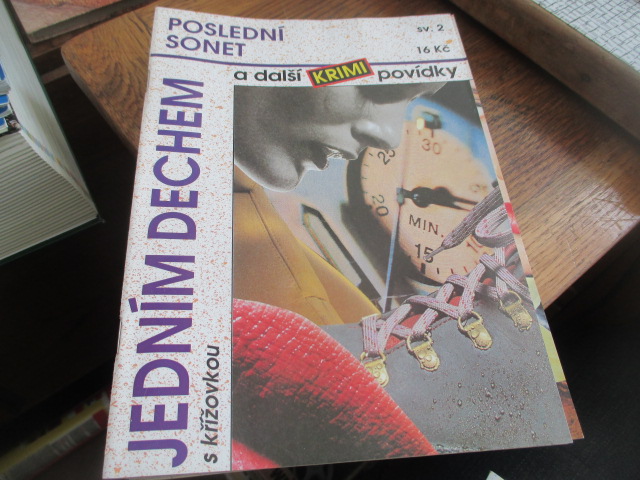 POSLEDNÍ
SONET
sv. 2
16 Kč
a další KRIMI povídky
JEDNÍM DECHEM
s křížovkou
25
30
20
MIN.
15